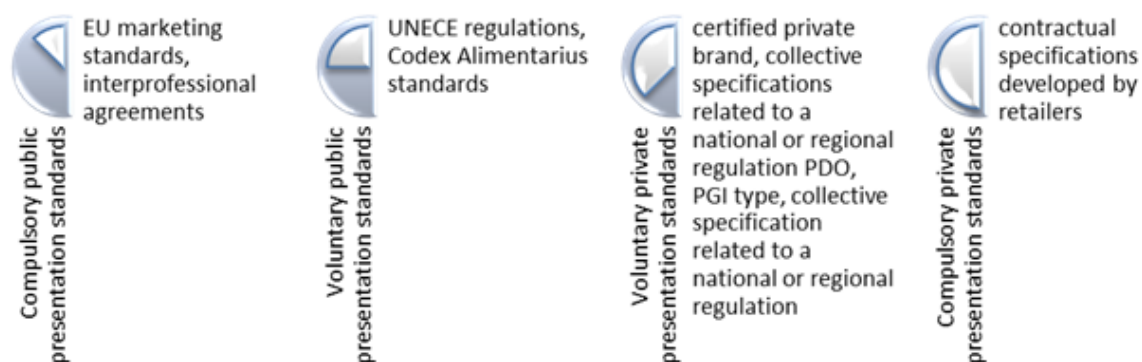 EU marketing
standards,
interprofessional
agreements
Compulsory public
presentation standards
UNECE regulations,
Codex Alimentarius
standards
Voluntary public
presentation standards
certified private
brand, collective
specifications
related to a
national or regional
regulation PDO,
PGI type, collective
specification
related to a
national or regional
regulation
Voluntary private
presentation standards
contractual
specifications
developed by
retailers
Compulsory private
presentation standards